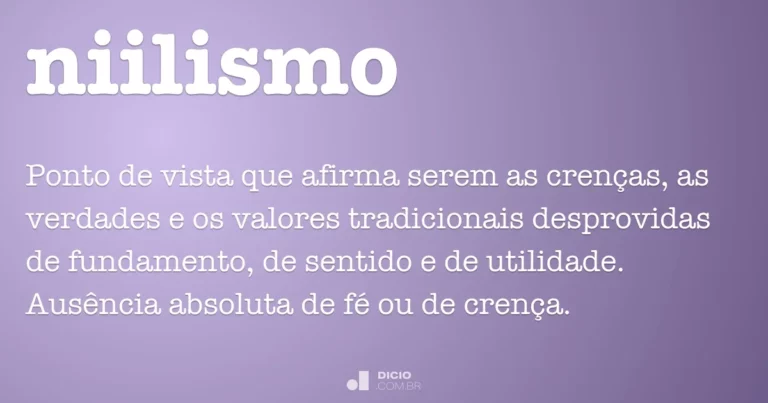 niilismo
Ponto de vista que afirma serem as crenças, as
verdades e os valores tradicionais desprovidas
de fundamento, de sentido e de utilidade.
Ausência absoluta de fé ou de crença.
DICIO
.COM.BR